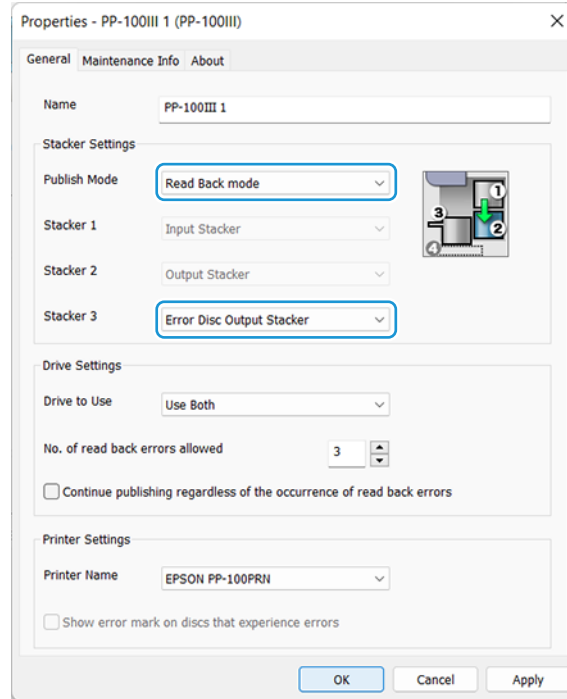 Properties - PP-100III 1 (PP-100III)
General Maintenance Info About
Name PP-100III 1
Stacker Settings
Publish Mode Read Back mode
1
Stacker 1 Input Stacker
3
2
Stacker 2 Output Stacker
4
Stacker 3 Error Disc Output Stacker
Drive Settings
Drive to Use Use Both
No. of read back errors allowed 3
Continue publishing regardless of the occurrence of read back errors
Printer Settings
Printer Name EPSON PP-100PRN
Show error mark on discs that experience errors
OK Cancel Apply